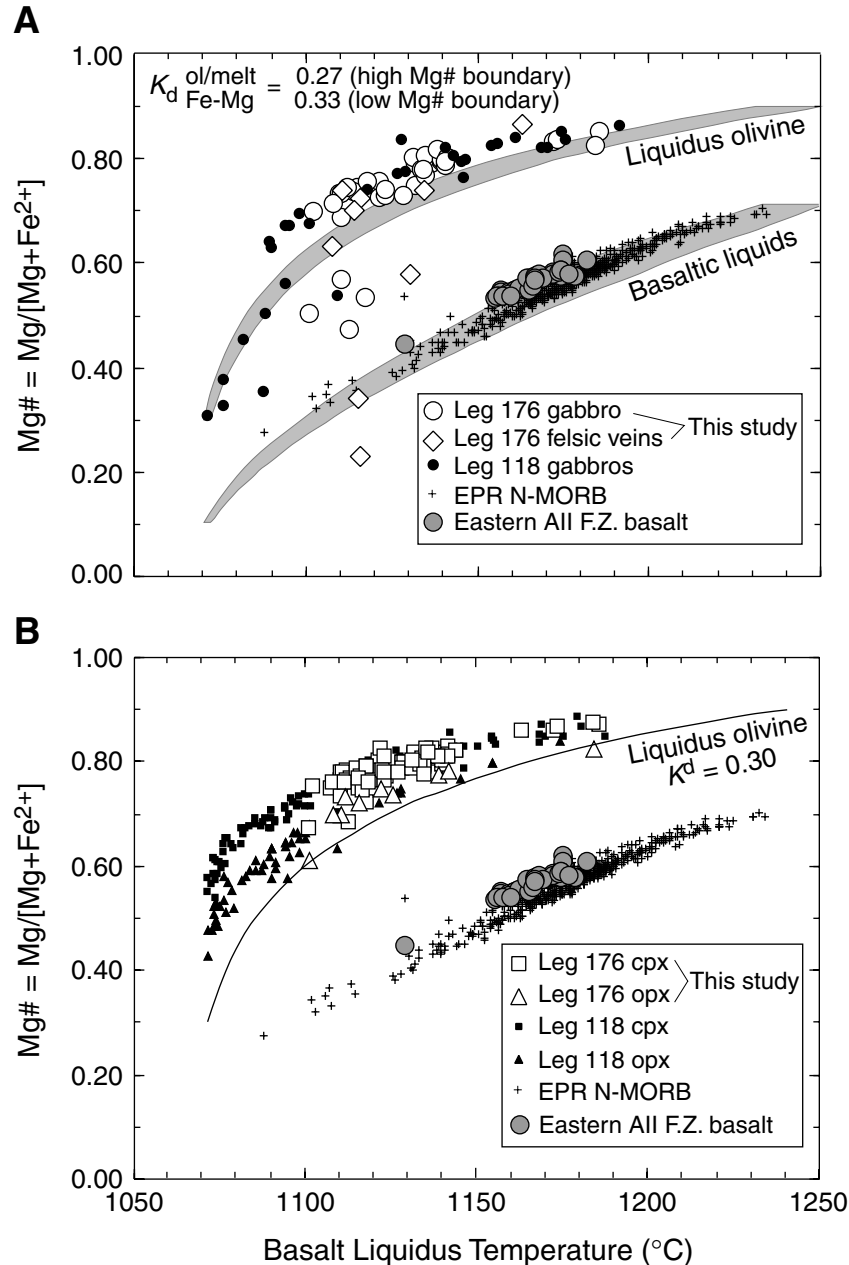 A
Kd ol/melt Fe-Mg = 0.27 (high Mg# boundary)
0.33 (low Mg# boundary)
1.00
0.80
0.60
0.40
0.20
0.00
Mg# = Mg/[Mg+Fe2+]
Liquidus olivine
Basaltic liquids
Leg 176 gabbro
Leg 176 felsic veins
This study
Leg 118 gabbros
EPR N-MORB
Eastern AII F.Z. basalt
B
1.00
0.80
0.60
0.40
0.20
0.00
Mg# = Mg/[Mg+Fe2+]
Liquidus olivine
Kd = 0.30
Leg 176 cpx
Leg 176 opx
This study
Leg 118 cpx
Leg 118 opx
EPR N-MORB
Eastern AII F.Z. basalt
1050 1100 1150 1200 1250
Basalt Liquidus Temperature (°C)